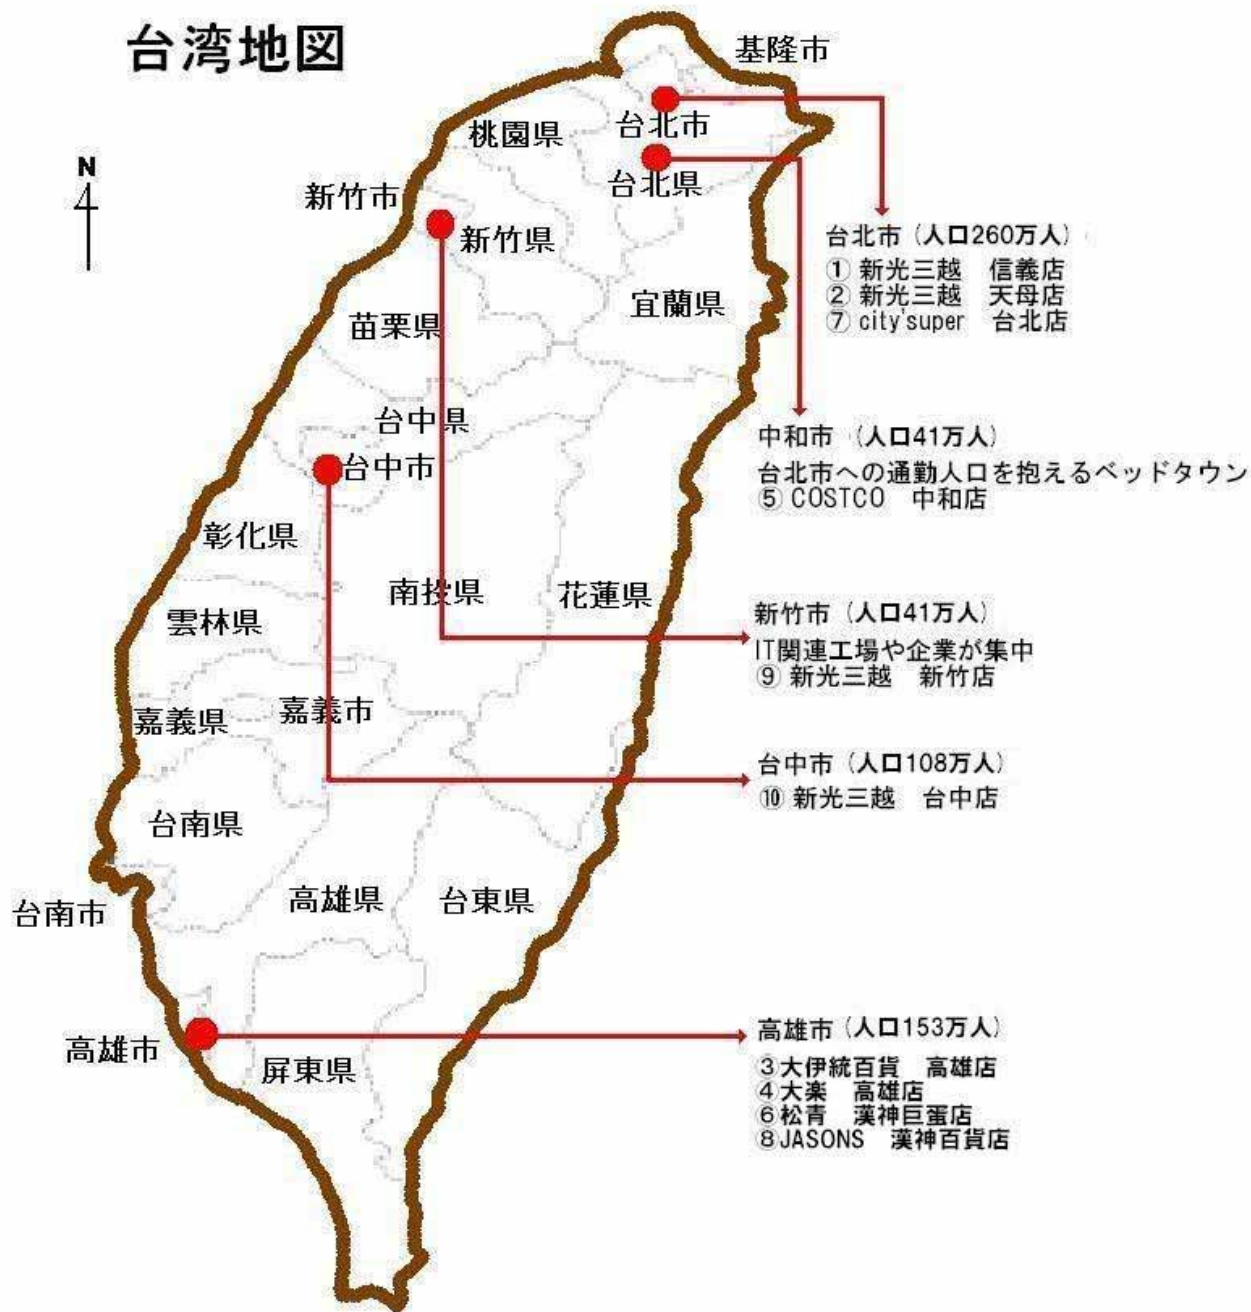 台湾地図
基隆市
台北市
桃園県
台北県
N
新竹市
新竹県
台北市（人口260万人）
① 新光三越　信義店
② 新光三越　天母店
⑦ city'super　台北店
宜蘭県
苗栗県
台中県
中和市（人口41万人）
台北市への通勤人口を抱えるベッドタウン
⑤ COSTCO　中和店
台中市
彰化県
南投県
花蓮県
雲林県
新竹市（人口41万人）
IT関連工場や企業が集中
⑨ 新光三越　新竹店
嘉義県
嘉義市
台中市（人口108万人）
⑩ 新光三越　台中店
台南県
高雄県
台東県
台南市
高雄市
屏東県
高雄市（人口153万人）
③大伊統百貨　高雄店
④大楽　高雄店
⑥松青　漢神巨蛋店
⑧JASONS　漢神百貨店